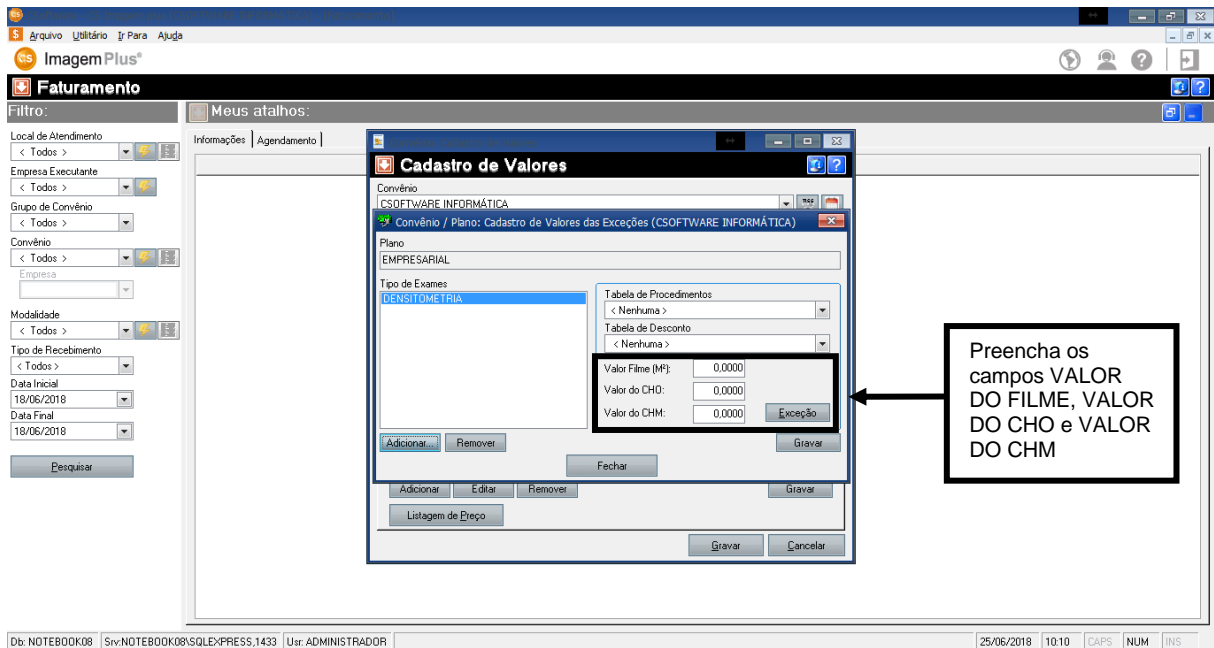 Arquivo Utilitário Ir Para Ajuda
CS ImagemPlus®
Faturamento
Filtro:
Meus atalhos:
Local de Atendimento
< Todos >
Empresa Executante
< Todos >
Grupo de Convênio
< Todos >
Convênio
< Todos >
Empresa
Modalidade
< Todos >
Tipo de Recebimento
< Todos >
Data Inicial
18/06/2018
Data Final
18/06/2018
Pesquisar
Informações Agendamento
Cadastro de Valores
Convênio
CSOFTWARE INFORMÁTICA
Convênio / Plano: Cadastro de Valores das Exceções (CSOFTWARE INFORMÁTICA)
Plano
EMPRESARIAL
Tipo de Exames
DENSITOMETRIA
Tabela de Procedimentos
< Nenhuma >
Tabela de Desconto
< Nenhuma >
Valor Filme (M²): 0,0000
Valor do CHO: 0,0000
Valor do CHM: 0,0000 Exceção
Adicionar... Remover Gravar
Fechar
Adicionar Editar Remover Gravar
Listagem de Preço
Gravar Cancelar
Preencha os
campos VALOR
DO FILME, VALOR
DO CHO e VALOR
DO CHM
Db: NOTEBOOK08 Srv:NOTEBOOK08\SQLEXPRESS,1433 Usr: ADMINISTRADOR 25/06/2018 10:10 CAPS NUM INS